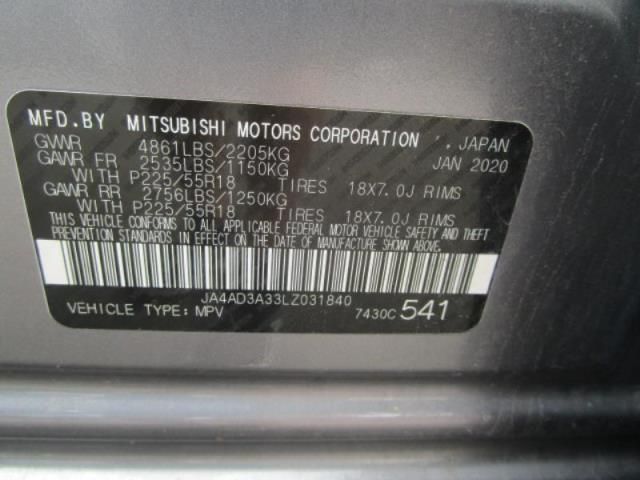 MFD.BY MITSUBISHI MOTORS CORPORATION , JAPAN
GVWR 4861LBS/2205KG JAN 2020
GAWR FR 2535LBS/1150KG
WITH P225/55R18 TIRES 18X7.0J RIMS
GAWR RR 2756LBS/1250KG
WITH P225/55R18 TIRES 18X7.0J RIMS
THIS VEHICLE CONFORMS TO ALL APPLICABLE FEDERAL MOTOR VEHICLE SAFETY AND THEFT PREVENTION
STANDARDS IN EFFECT ON THE DATE OF MANUFACTURE SHOWN ABOVE.
JA4AD3A33LZ031840
VEHICLE TYPE: MPV 7430C 541